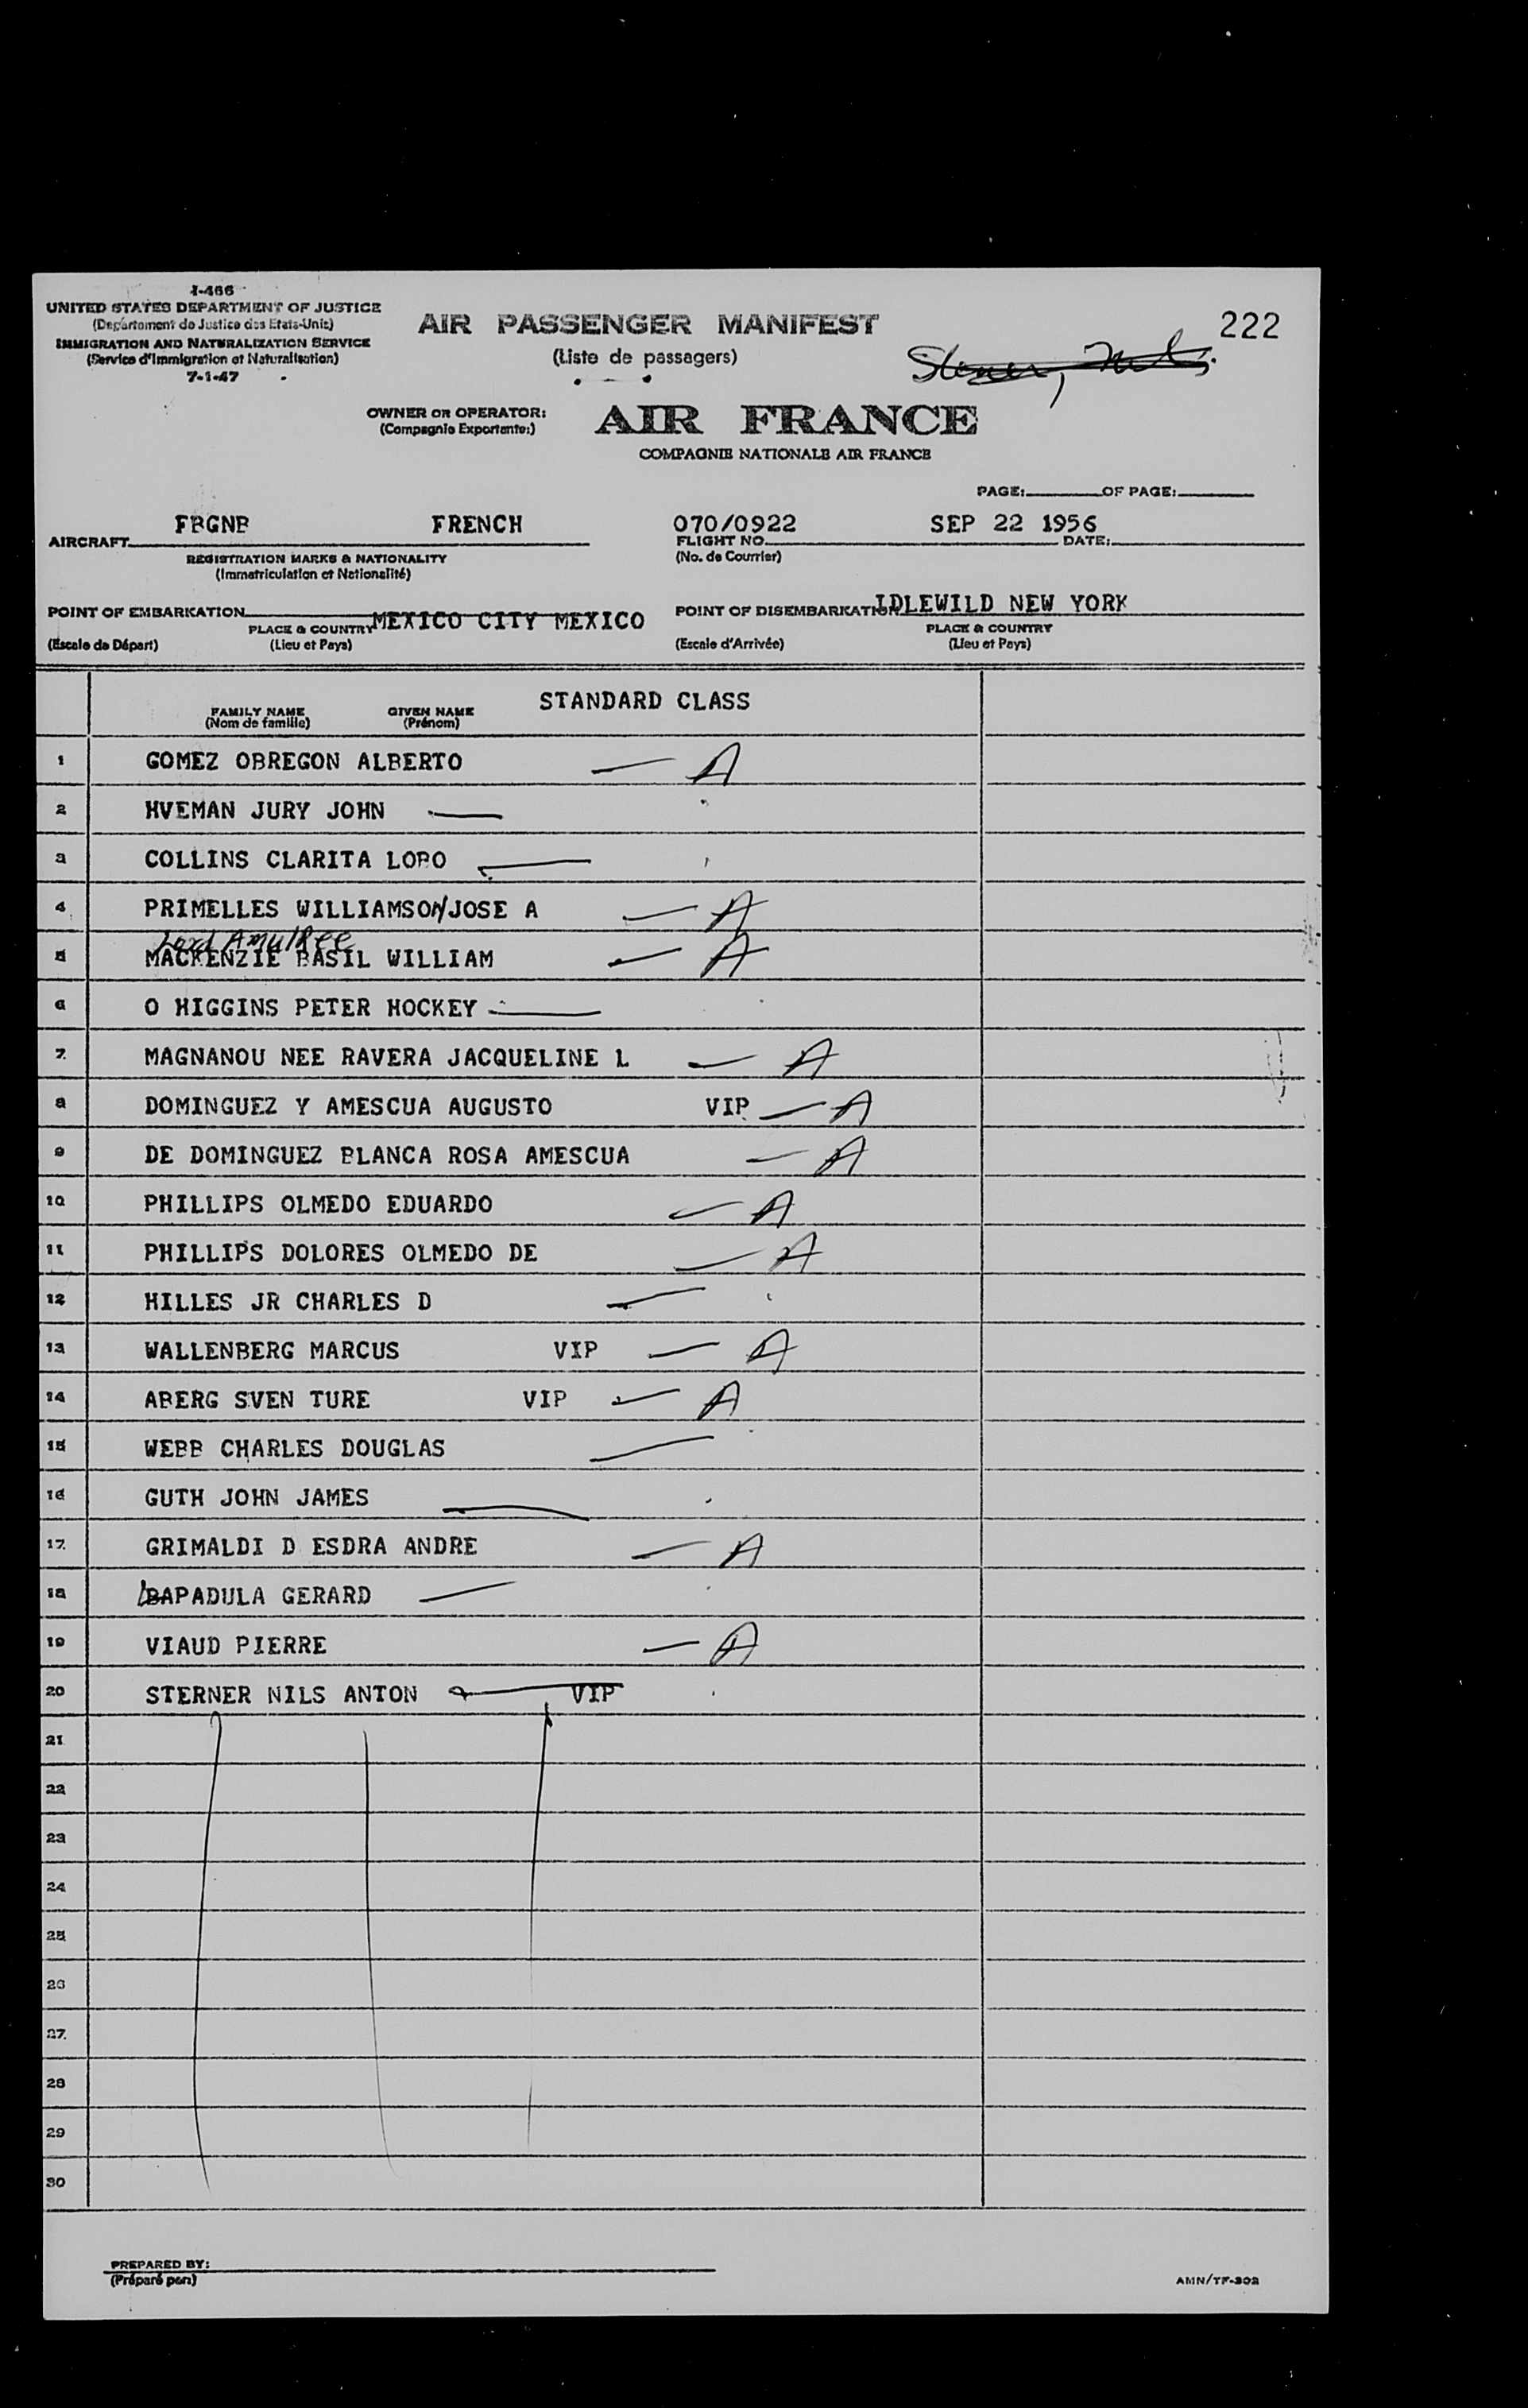 I-466
UNITED STATES DEPARTMENT OF JUSTICE
(Département de Justice des Etats-Unis)
IMMIGRATION AND NATURALIZATION SERVICE
(Service d'Immigration et Naturalisation)
7-1-47
AIR PASSENGER MANIFEST
(Liste de passagers)
222
OWNER OR OPERATOR:
(Compagnie Exportante:)
AIR FRANCE
COMPAGNIE NATIONALE AIR FRANCE
PAGE: OF PAGE:
FBGNB FRENCH 070/0922 SEP 22 1956
AIRCRAFT FLIGHT NO. DATE:
REGISTRATION MARKS & NATIONALITY (No. de Courrier)
(Immatriculation et Nationalité)
POINT OF EMBARKATION MEXICO CITY MEXICO POINT OF DISEMBARKATION IDLEWILD NEW YORK
PLACE & COUNTRY PLACE & COUNTRY
(Escale de Départ) (Lieu et Pays) (Escale d'Arrivée) (Lieu et Pays)
STANDARD CLASS
FAMILY NAME GIVEN NAME
(Nom de famille) (Prénom)
1 GOMEZ OBREGON ALBERTO — A
2 HVEMAN JURY JOHN —
3 COLLINS CLARITA LOBO —
4 PRIMELLES WILLIAMSON/JOSE A — A
Lord Amulree
5 MACKENZIE BASIL WILLIAM — A
6 O HIGGINS PETER HOCKEY —
7 MAGNANOU NEE RAVERA JACQUELINE L — A
8 DOMINGUEZ Y AMESCUA AUGUSTO VIP — A
9 DE DOMINGUEZ BLANCA ROSA AMESCUA — A
10 PHILLIPS OLMEDO EDUARDO — A
11 PHILLIPS DOLORES OLMEDO DE — A
12 HILLES JR CHARLES D —
13 WALLENBERG MARCUS VIP — A
14 ABERG SVEN TURE VIP — A
15 WEBB CHARLES DOUGLAS —
16 GUTH JOHN JAMES —
17 GRIMALDI D ESDRA ANDRE — A
18 BAPADULA GERARD —
19 VIAUD PIERRE — A
20 STERNER NILS ANTON — VIP
21
22
23
24
25
26
27
28
29
30
PREPARED BY:
(Préparé par:)
AMN/TF-302